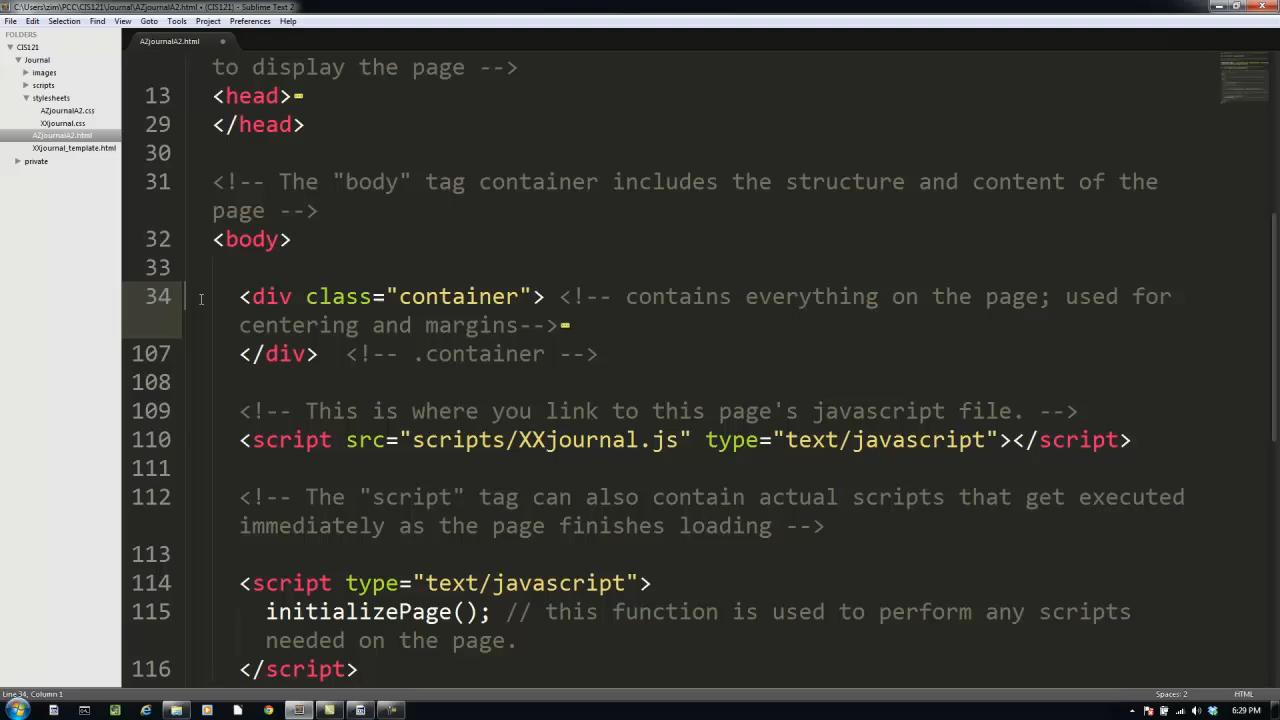 C:\Users\zim\PCC\CIS121\Journal\AZjournalA2.html • (CIS121) - Sublime Text 2
File Edit Selection Find View Goto Tools Project Preferences Help
FOLDERS
CIS121
Journal
images
scripts
stylesheets
AZjournalA2.css
XXjournal.css
AZjournalA2.html
XXjournal_template.html
private
AZjournalA2.html
to display the page -->
13 <head>
29 </head>
30
31 <!-- The "body" tag container includes the structure and content of the
page -->
32 <body>
33
34 <div class="container"> <!-- contains everything on the page; used for
centering and margins-->
107 </div> <!-- .container -->
108
109 <!-- This is where you link to this page's javascript file. -->
110 <script src="scripts/XXjournal.js" type="text/javascript"></script>
111
112 <!-- The "script" tag can also contain actual scripts that get executed
immediately as the page finishes loading -->
113
114 <script type="text/javascript">
115 initializePage(); // this function is used to perform any scripts
needed on the page.
116 </script>
Line 34, Column 1
Spaces: 2
HTML
6:29 PM